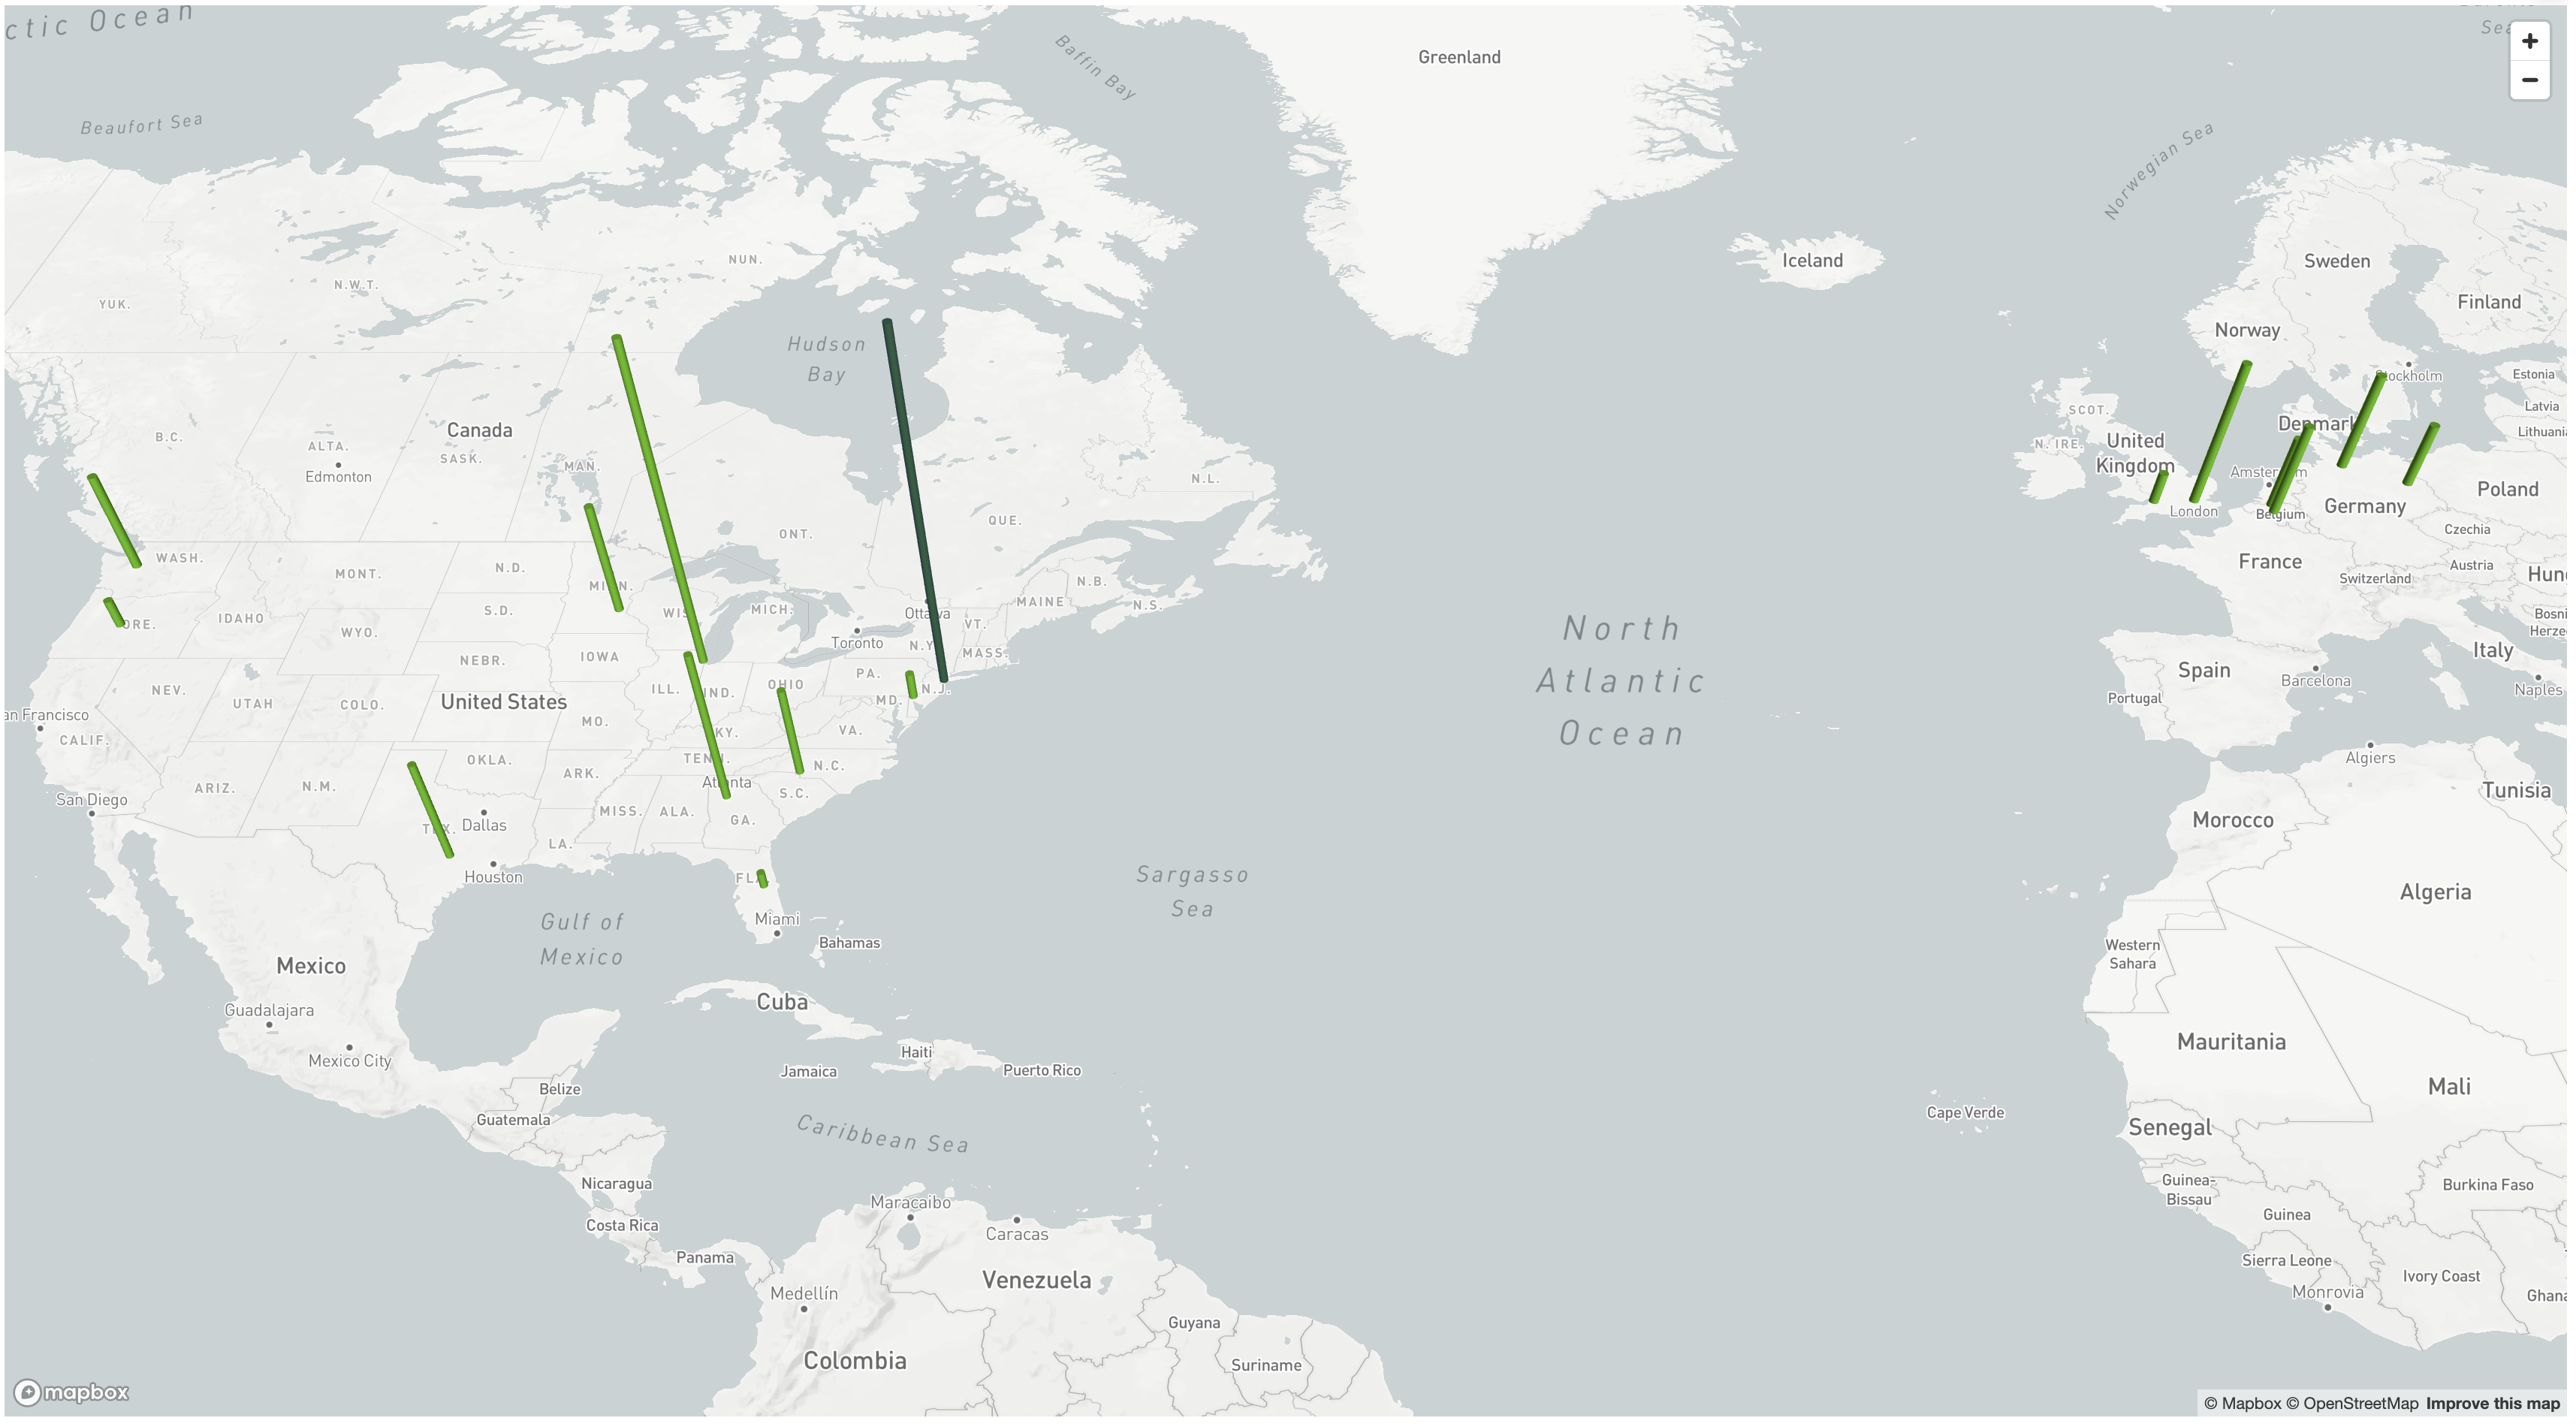 ctic Ocean
Beaufort Sea
Baffin Bay
Greenland
Norwegian Sea
+
−
YUK.
N.W.T.
NUN.
Iceland
Sweden
Finland
Norway
Hudson
Bay
Stockholm
Estonia
Latvia
Lithuani
B.C.
ALTA.
Edmonton
Canada
SASK.
MAN.
ONT.
QUE.
N.L.
SCOT.
N. IRE.
United
Kingdom
Denmark
Amsterdam
London
Belgium
Germany
Poland
Czechia
WASH.
MONT.
N.D.
MINN.
N.B.
N.S.
MAINE
France
Switzerland
Austria
Hung
ORE.
IDAHO
WYO.
S.D.
WIS.
MICH.
Toronto
Ottawa
VT.
N.Y.
MASS.
Bosni
Herze
Italy
NEBR.
IOWA
NEV.
UTAH
COLO.
United States
ILL.
IND.
OHIO
PA.
MD.
N.J.
North
Atlantic
Ocean
Portugal
Spain
Barcelona
Naples
an Francisco
CALIF.
MO.
KY.
VA.
ARIZ.
N.M.
OKLA.
ARK.
TENN.
N.C.
Atlanta
S.C.
Algiers
Tunisia
San Diego
TEX.
Dallas
MISS.
ALA.
GA.
LA.
Houston
Morocco
FLA.
Miami
Bahamas
Gulf of
Mexico
Sargasso
Sea
Algeria
Western
Sahara
Mexico
Guadalajara
Mexico City
Cuba
Haiti
Jamaica
Puerto Rico
Mauritania
Mali
Belize
Guatemala
Caribbean Sea
Cape Verde
Senegal
Nicaragua
Costa Rica
Panama
Maracaibo
Caracas
Guinea-
Bissau
Guinea
Burkina Faso
Medellín
Venezuela
Sierra Leone
Monrovia
Ivory Coast
Ghana
Guyana
Suriname
Colombia
mapbox
© Mapbox © OpenStreetMap Improve this map